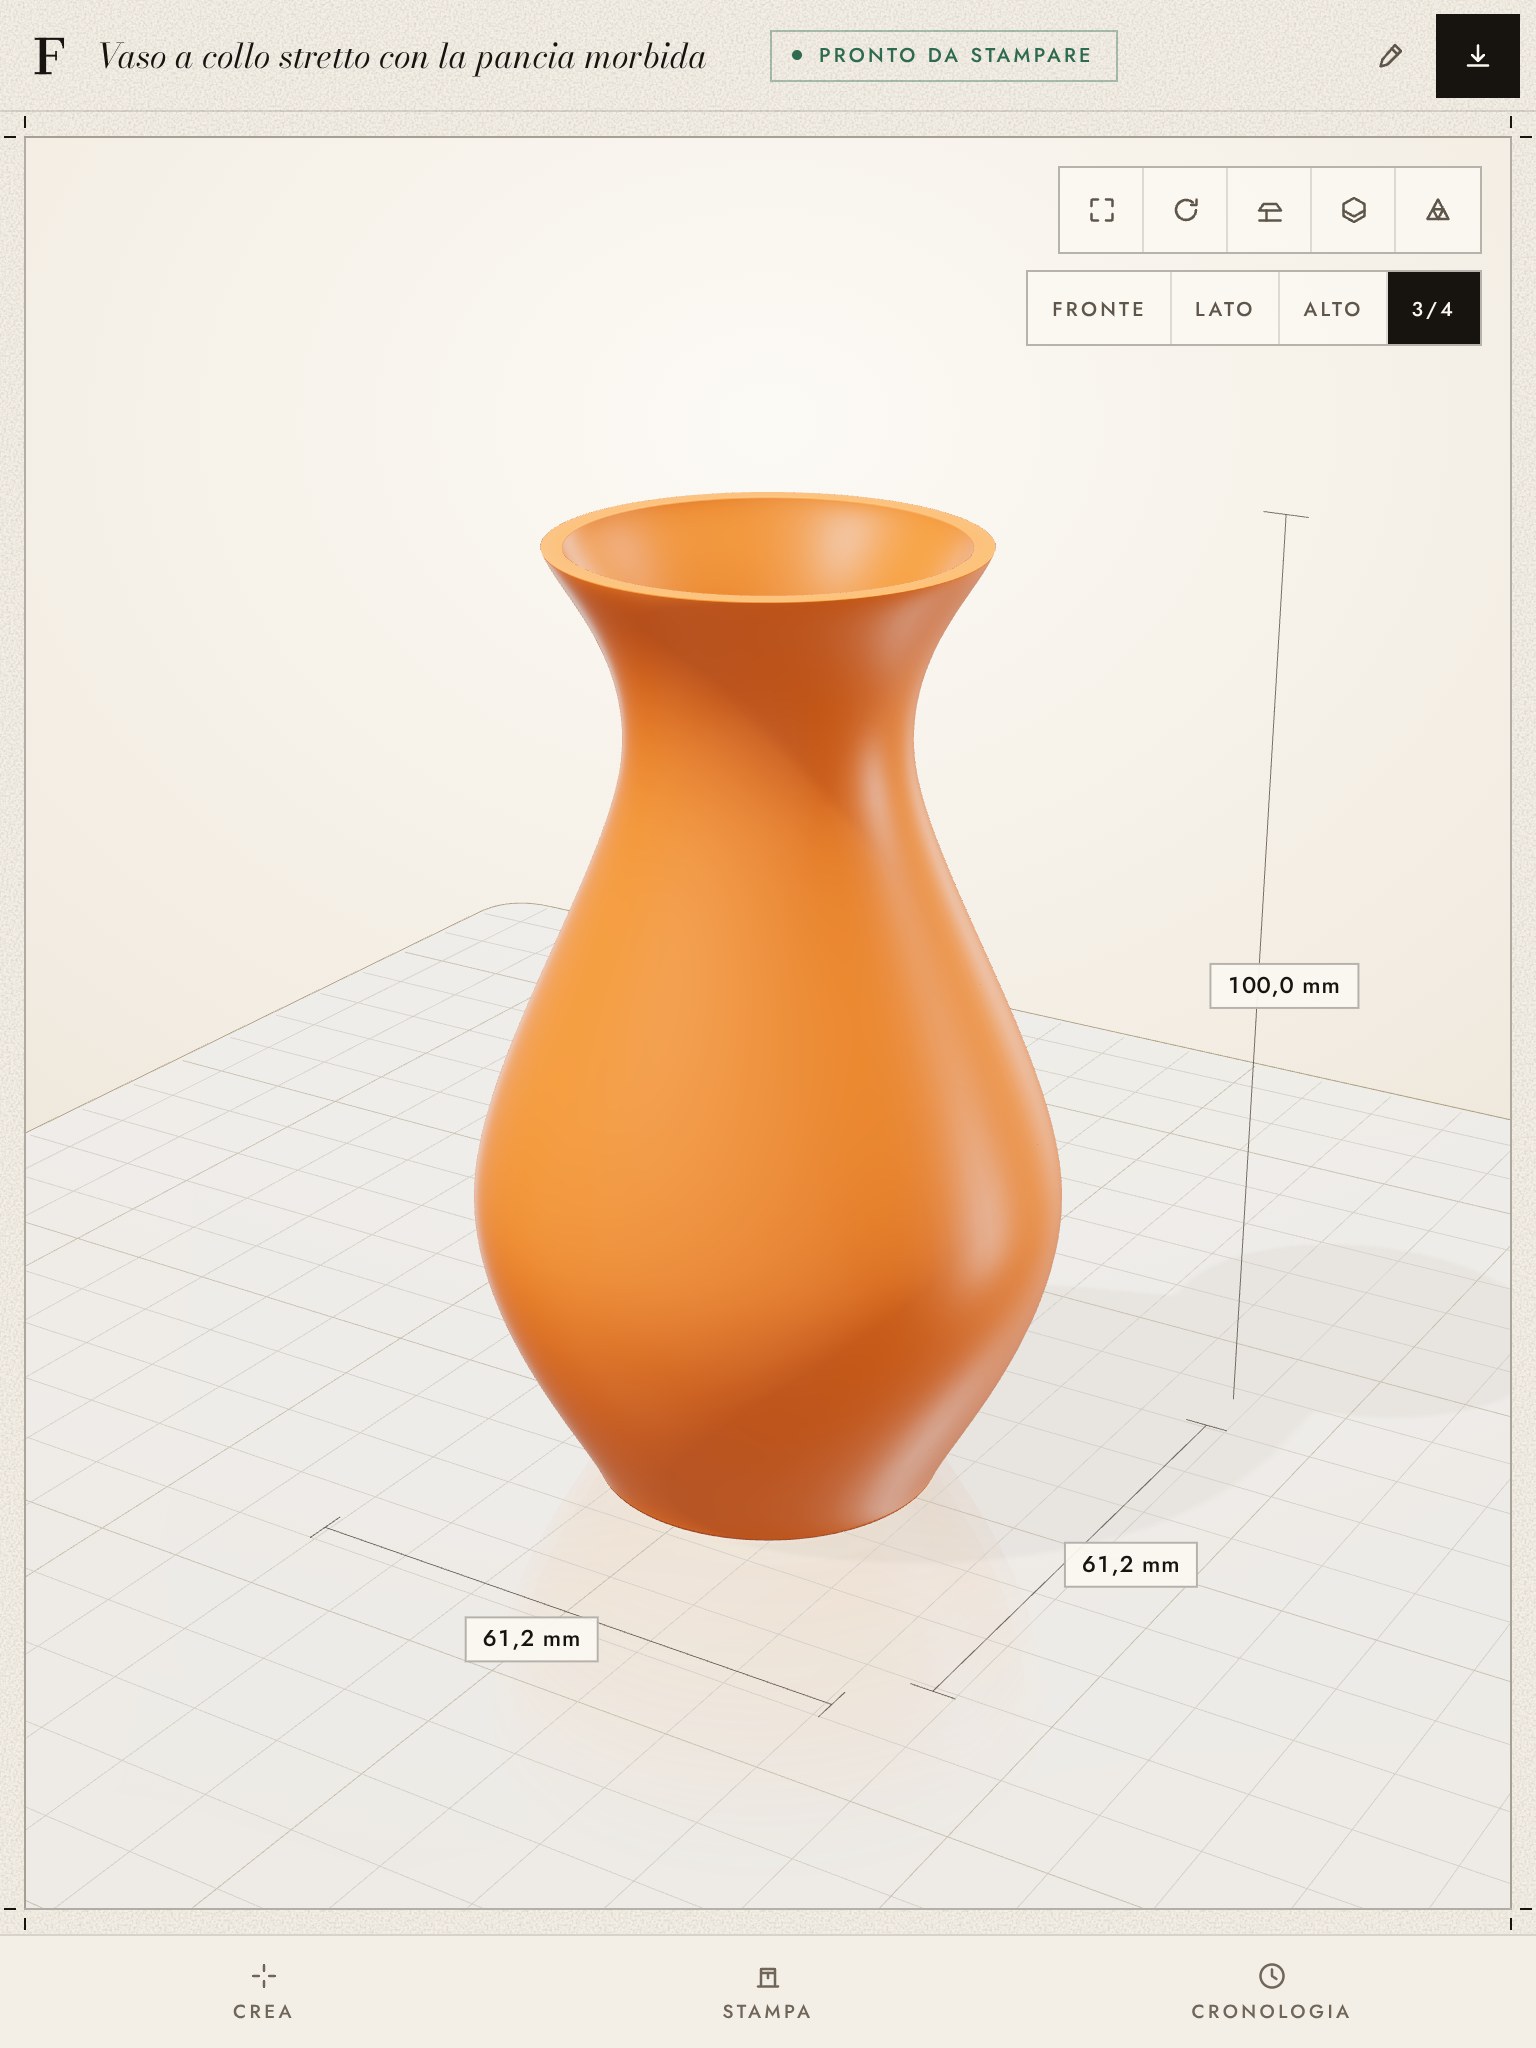 F
Vaso a collo stretto con la pancia morbida
PRONTO DA STAMPARE
FRONTE
LATO
ALTO
3/4
100,0 mm
61,2 mm
61,2 mm
CREA
STAMPA
CRONOLOGIA